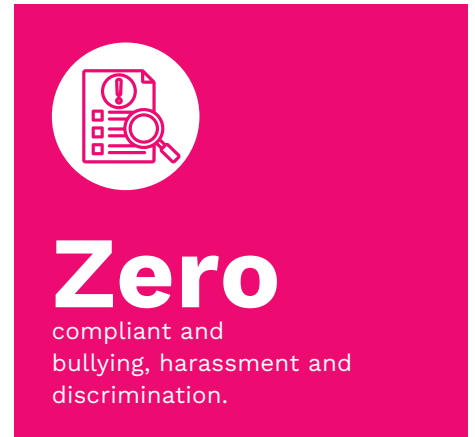 Zero
compliant and
bullying, harassment and
discrimination.